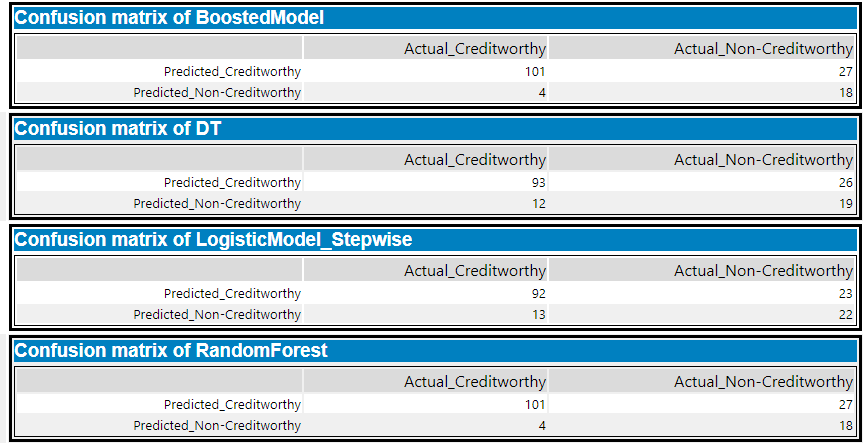 Confusion matrix of BoostedModel
Actual_Creditworthy Actual_Non-Creditworthy
Predicted_Creditworthy 101 27
Predicted_Non-Creditworthy 4 18
Confusion matrix of DT
Actual_Creditworthy Actual_Non-Creditworthy
Predicted_Creditworthy 93 26
Predicted_Non-Creditworthy 12 19
Confusion matrix of LogisticModel_Stepwise
Actual_Creditworthy Actual_Non-Creditworthy
Predicted_Creditworthy 92 23
Predicted_Non-Creditworthy 13 22
Confusion matrix of RandomForest
Actual_Creditworthy Actual_Non-Creditworthy
Predicted_Creditworthy 101 27
Predicted_Non-Creditworthy 4 18